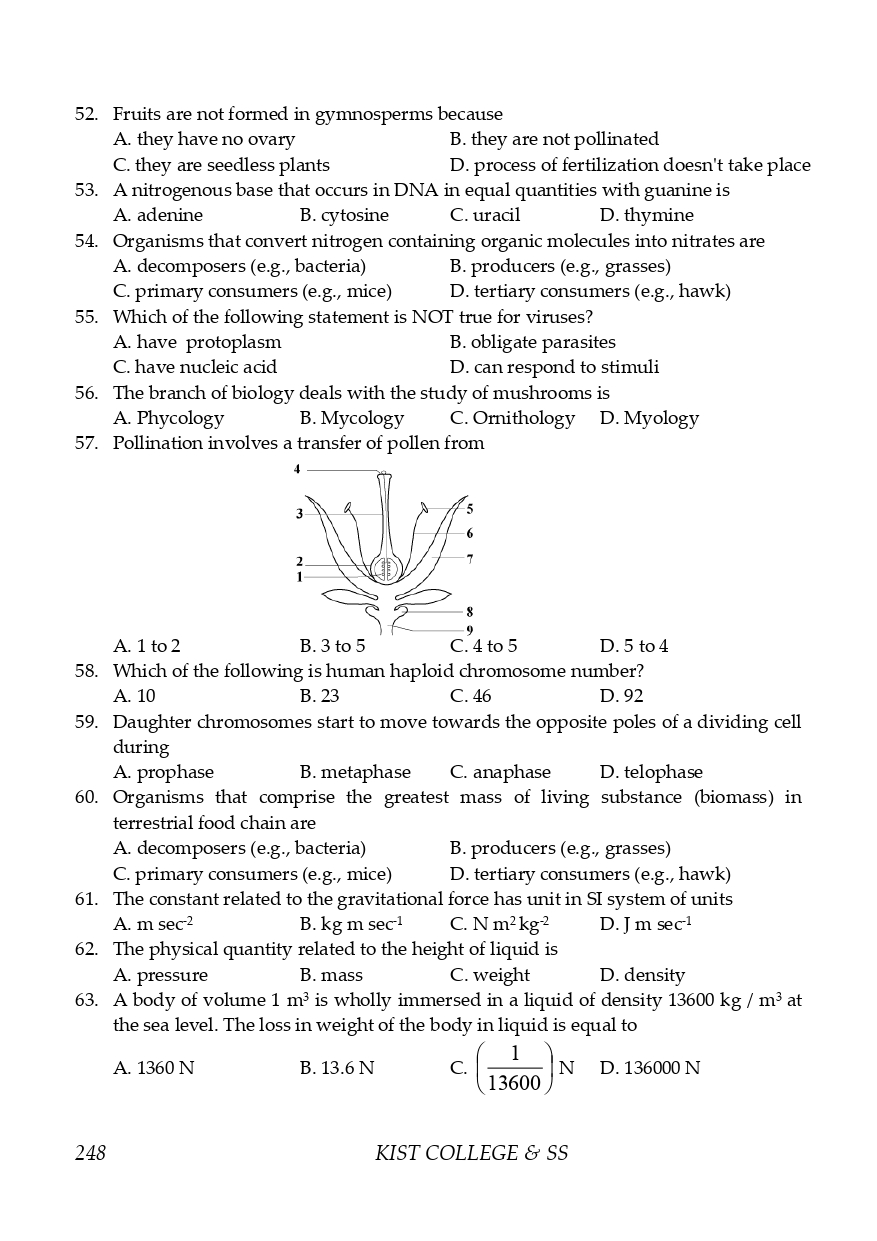 52. Fruits are not formed in gymnosperms because
A. they have no ovary B. they are not pollinated
C. they are seedless plants D. process of fertilization doesn't take place
53. A nitrogenous base that occurs in DNA in equal quantities with guanine is
A. adenine B. cytosine C. uracil D. thymine
54. Organisms that convert nitrogen containing organic molecules into nitrates are
A. decomposers (e.g., bacteria) B. producers (e.g., grasses)
C. primary consumers (e.g., mice) D. tertiary consumers (e.g., hawk)
55. Which of the following statement is NOT true for viruses?
A. have protoplasm B. obligate parasites
C. have nucleic acid D. can respond to stimuli
56. The branch of biology deals with the study of mushrooms is
A. Phycology B. Mycology C. Ornithology D. Myology
57. Pollination involves a transfer of pollen from
4
3 5
6
2 7
1
8
9
A. 1 to 2 B. 3 to 5 C. 4 to 5 D. 5 to 4
58. Which of the following is human haploid chromosome number?
A. 10 B. 23 C. 46 D. 92
59. Daughter chromosomes start to move towards the opposite poles of a dividing cell
during
A. prophase B. metaphase C. anaphase D. telophase
60. Organisms that comprise the greatest mass of living substance (biomass) in
terrestrial food chain are
A. decomposers (e.g., bacteria) B. producers (e.g., grasses)
C. primary consumers (e.g., mice) D. tertiary consumers (e.g., hawk)
61. The constant related to the gravitational force has unit in SI system of units
A. m sec⁻² B. kg m sec⁻¹ C. N m² kg⁻² D. J m sec⁻¹
62. The physical quantity related to the height of liquid is
A. pressure B. mass C. weight D. density
63. A body of volume 1 m³ is wholly immersed in a liquid of density 13600 kg / m³ at
the sea level. The loss in weight of the body in liquid is equal to
A. 1360 N B. 13.6 N C. (1/13600) N D. 136000 N
248 KIST COLLEGE & SS